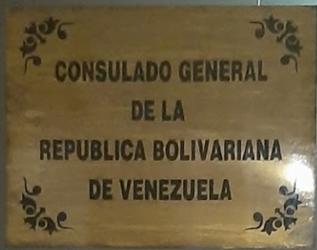 CONSULADO GENERAL
DE LA
REPUBLICA BOLIVARIANA
DE VENEZUELA